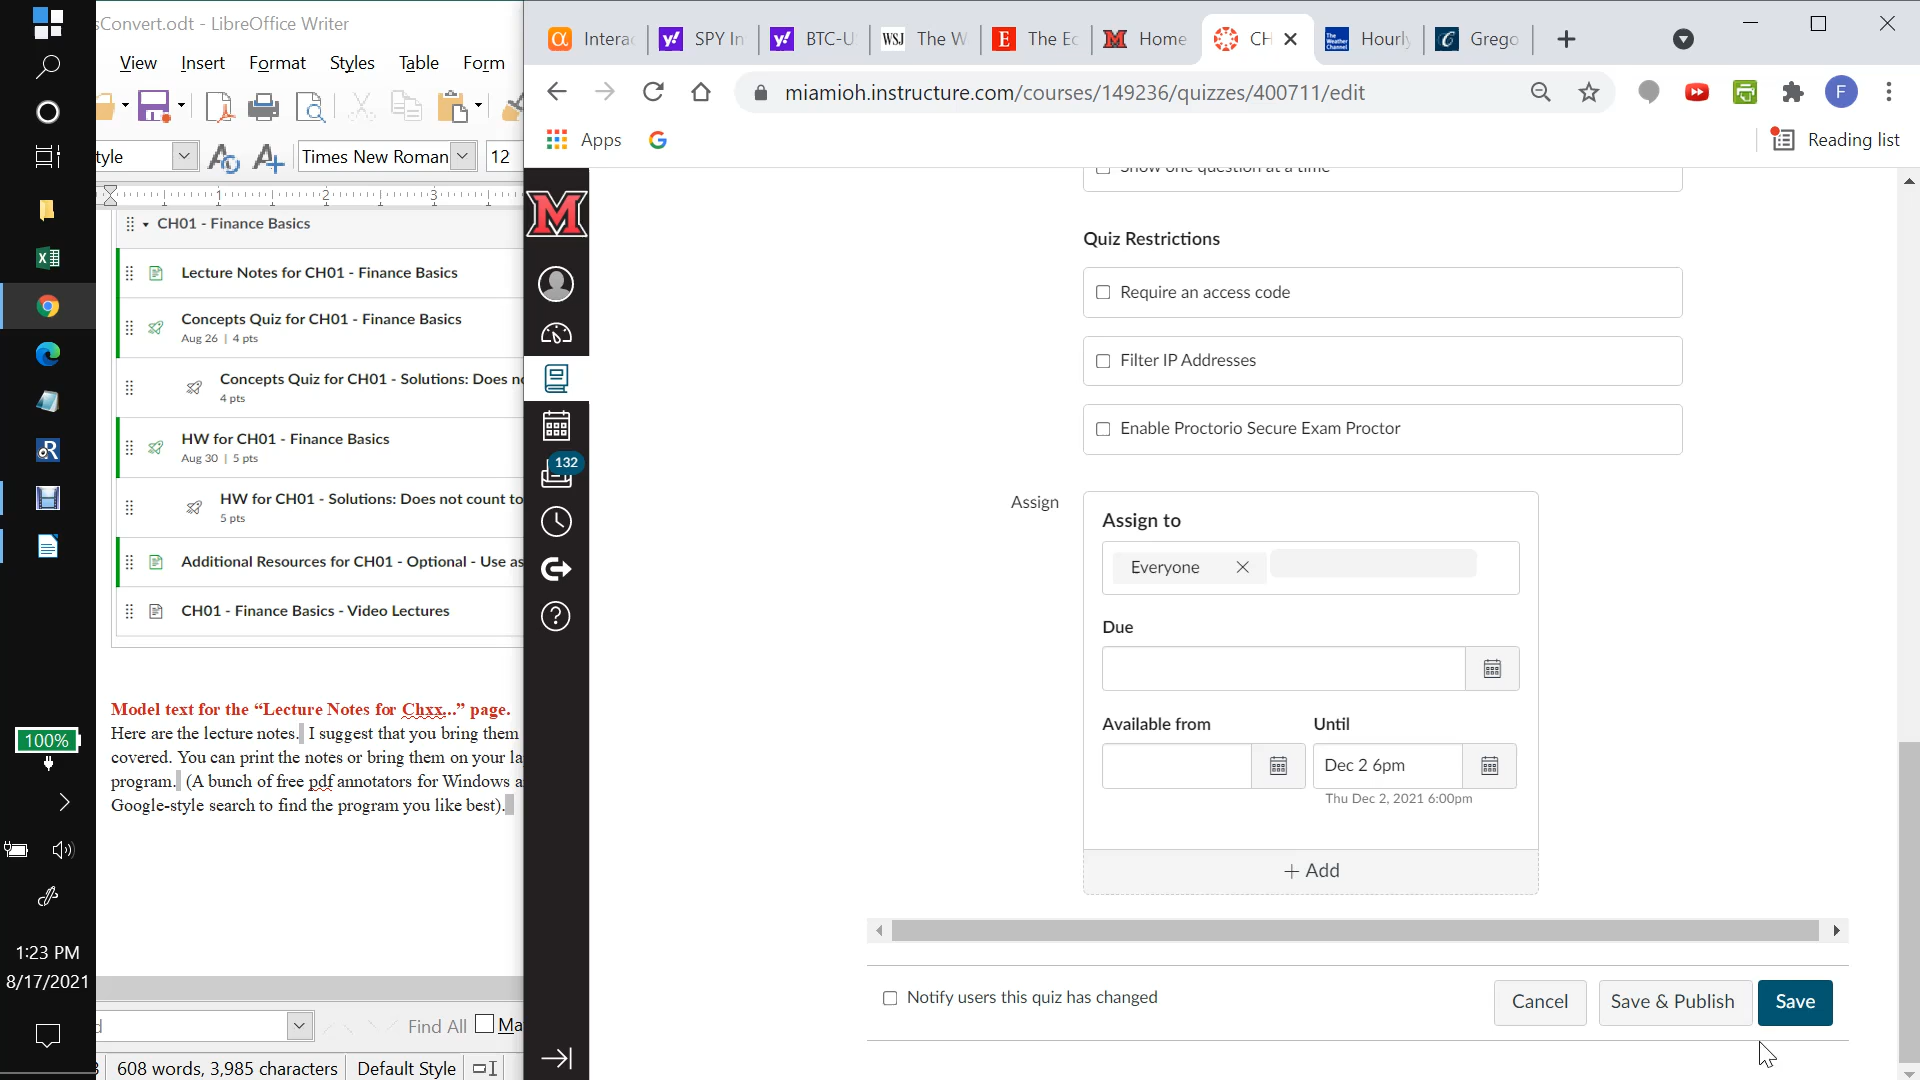 sConvert.odt - LibreOffice Writer
View Insert Format Styles Table Form
tyle
Times New Roman
12
1 2 3
CH01 - Finance Basics
Lecture Notes for CH01 - Finance Basics
Concepts Quiz for CH01 - Finance Basics
Aug 26 | 4 pts
Concepts Quiz for CH01 - Solutions: Does n
4 pts
HW for CH01 - Finance Basics
Aug 30 | 5 pts
HW for CH01 - Solutions: Does not count to
5 pts
Additional Resources for CH01 - Optional - Use as
CH01 - Finance Basics - Video Lectures
Model text for the “Lecture Notes for Chxx...” page.
Here are the lecture notes. I suggest that you bring them
covered. You can print the notes or bring them on your la
program. (A bunch of free pdf annotators for Windows a
Google-style search to find the program you like best).
Find All
Ma
608 words, 3,985 characters
Default Style
100%
1:23 PM
8/17/2021
Intera
SPY In
BTC-U
WSJ
The W
The Ec
Home
CH
Hourly
Grego
miamioh.instructure.com/courses/149236/quizzes/400711/edit
F
Apps
Reading list
132
Show one question at a time
Quiz Restrictions
Require an access code
Filter IP Addresses
Enable Proctorio Secure Exam Proctor
Assign
Assign to
Everyone
Due
Available from
Until
Dec 2 6pm
Thu Dec 2, 2021 6:00pm
+ Add
Notify users this quiz has changed
Cancel
Save & Publish
Save